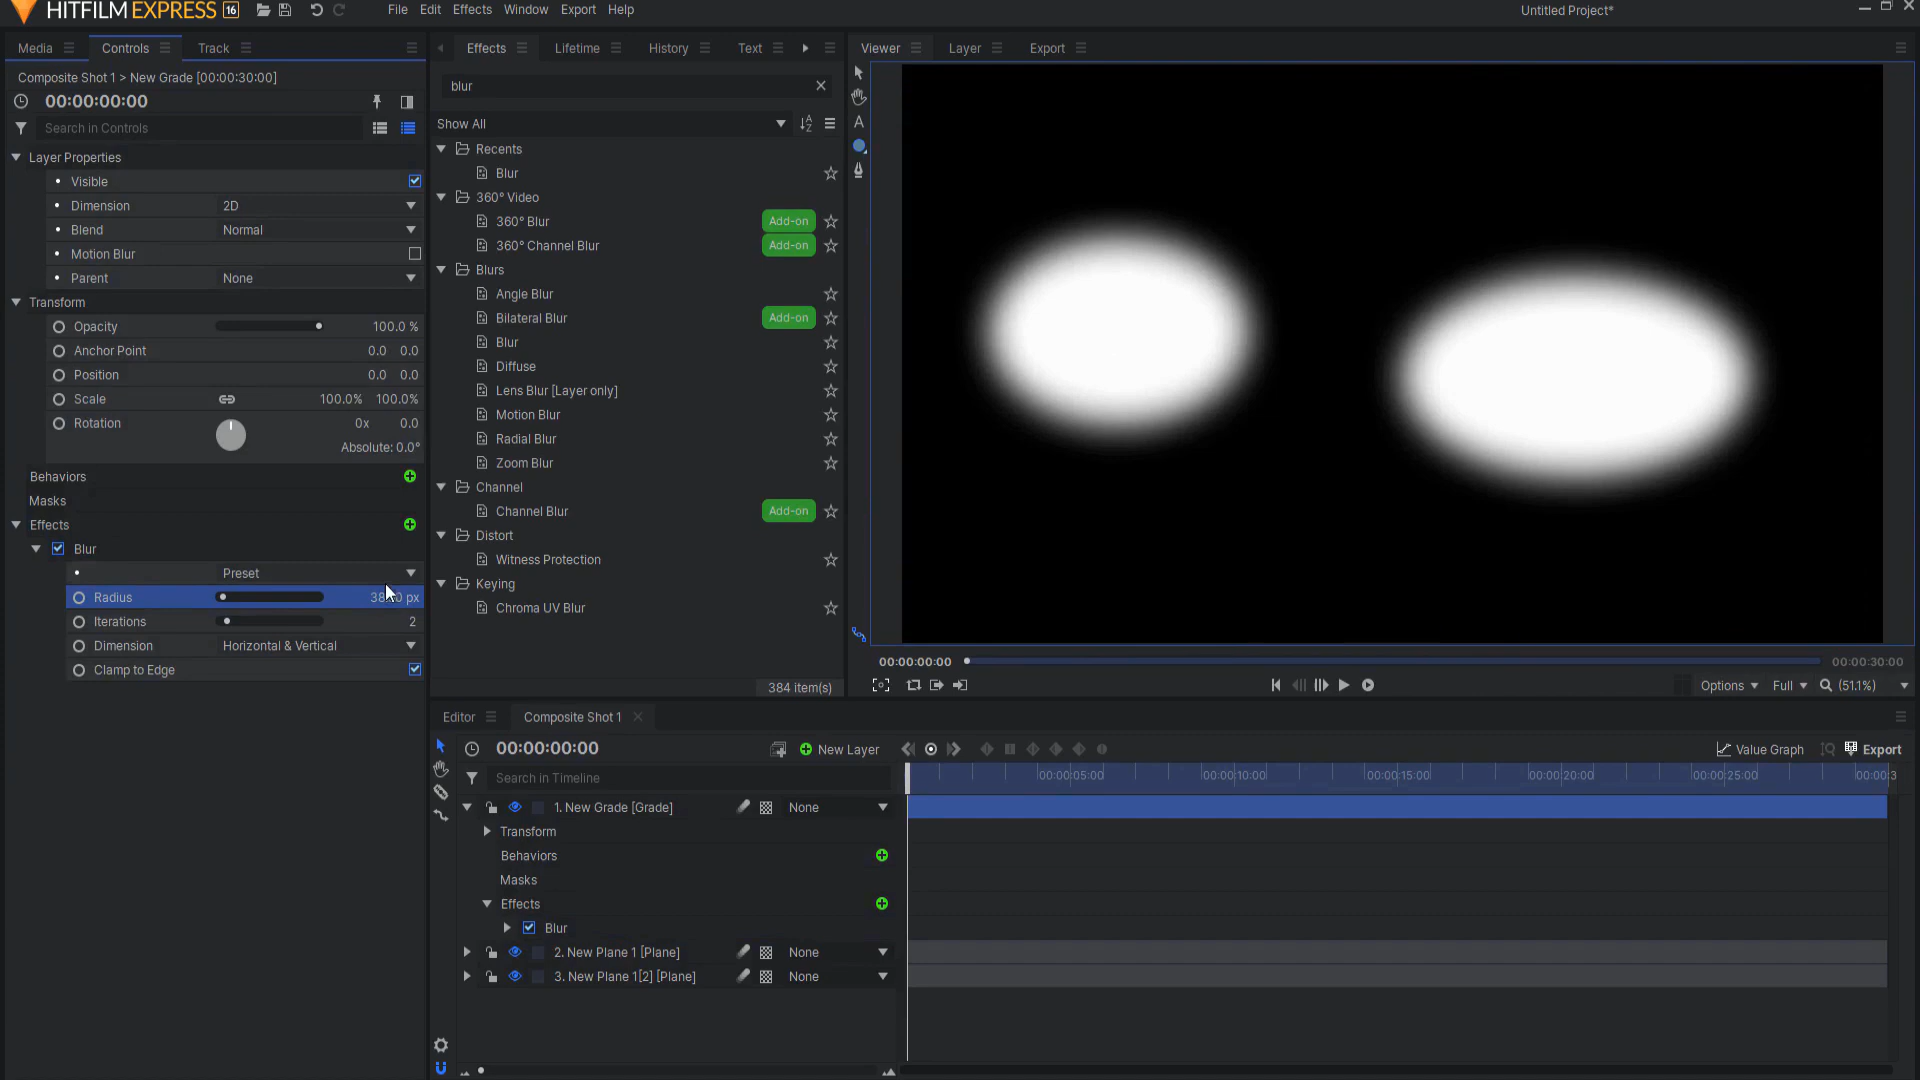 HITFILM EXPRESS 16
File Edit Effects Window Export Help
Untitled Project*
Media Controls Track
Composite Shot 1 > New Grade [00:00:30:00]
00:00:00:00
Search in Controls
Layer Properties
Visible
Dimension 2D
Blend Normal
Motion Blur
Parent None
Transform
Opacity 100.0 %
Anchor Point 0.0 0.0
Position 0.0 0.0
Scale 100.0% 100.0%
Rotation 0x 0.0
Absolute: 0.0°
Behaviors
Masks
Effects
Blur
Preset
Radius px
Iterations 2
Dimension Horizontal & Vertical
Clamp to Edge
Effects Lifetime History Text
blur
Show All
Recents
Blur
360° Video
360° Blur Add-on
360° Channel Blur Add-on
Blurs
Angle Blur
Bilateral Blur Add-on
Blur
Diffuse
Lens Blur [Layer only]
Motion Blur
Radial Blur
Zoom Blur
Channel
Channel Blur Add-on
Distort
Witness Protection
Keying
Chroma UV Blur
384 item(s)
Viewer Layer Export
A
00:00:00:00 00:00:30:00
Options Full (51.1%)
Editor Composite Shot 1
00:00:00:00 New Layer Value Graph Export
Search in Timeline
00:00:05:00 00:00:10:00 00:00:15:00 00:00:20:00 00:00:25:00 00:00:3
1. New Grade [Grade] None
Transform
Behaviors
Masks
Effects
Blur
2. New Plane 1 [Plane] None
3. New Plane 1[2] [Plane] None